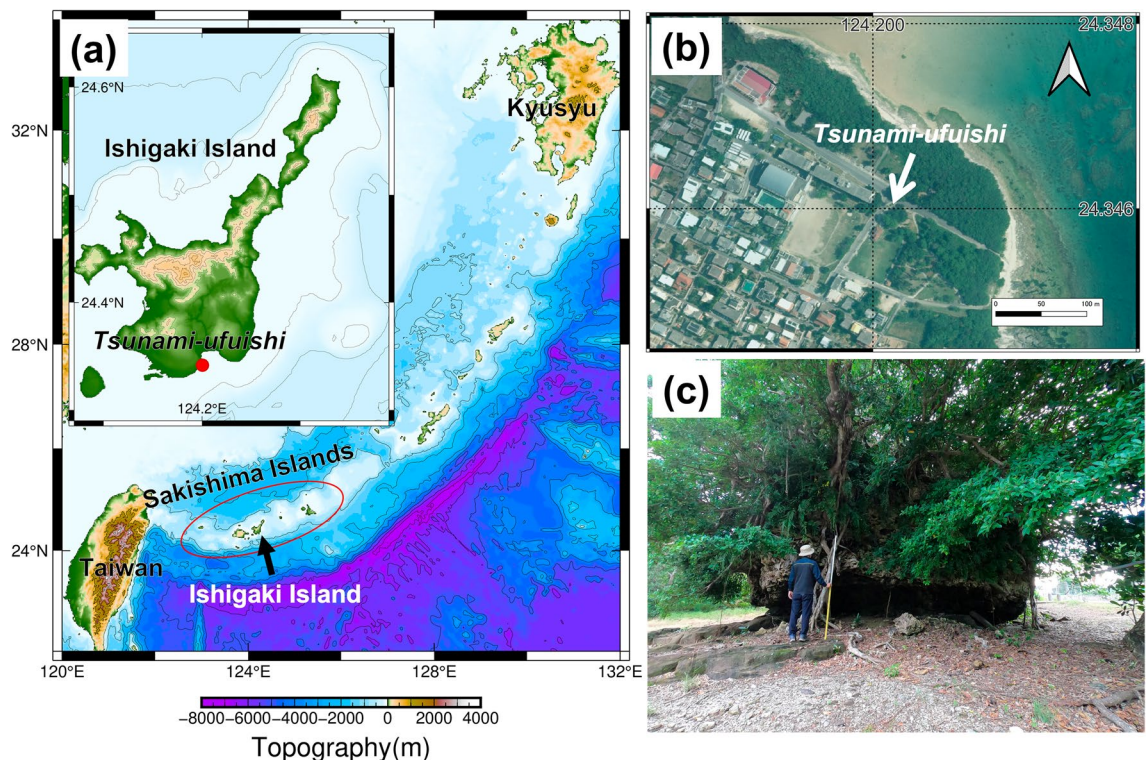 (a)
24.6°N
Ishigaki Island
24.4°N
Tsunami-ufuishi
124.2°E
Kyusyu
32°N
28°N
24°N
Sakishima Islands
Taiwan
Ishigaki Island
120°E 124°E 128°E 132°E
−8000 −6000 −4000 −2000 0 2000 4000
Topography(m)
(b)
124.200
24.348
Tsunami-ufuishi
24.346
0 50 100 m
(c)